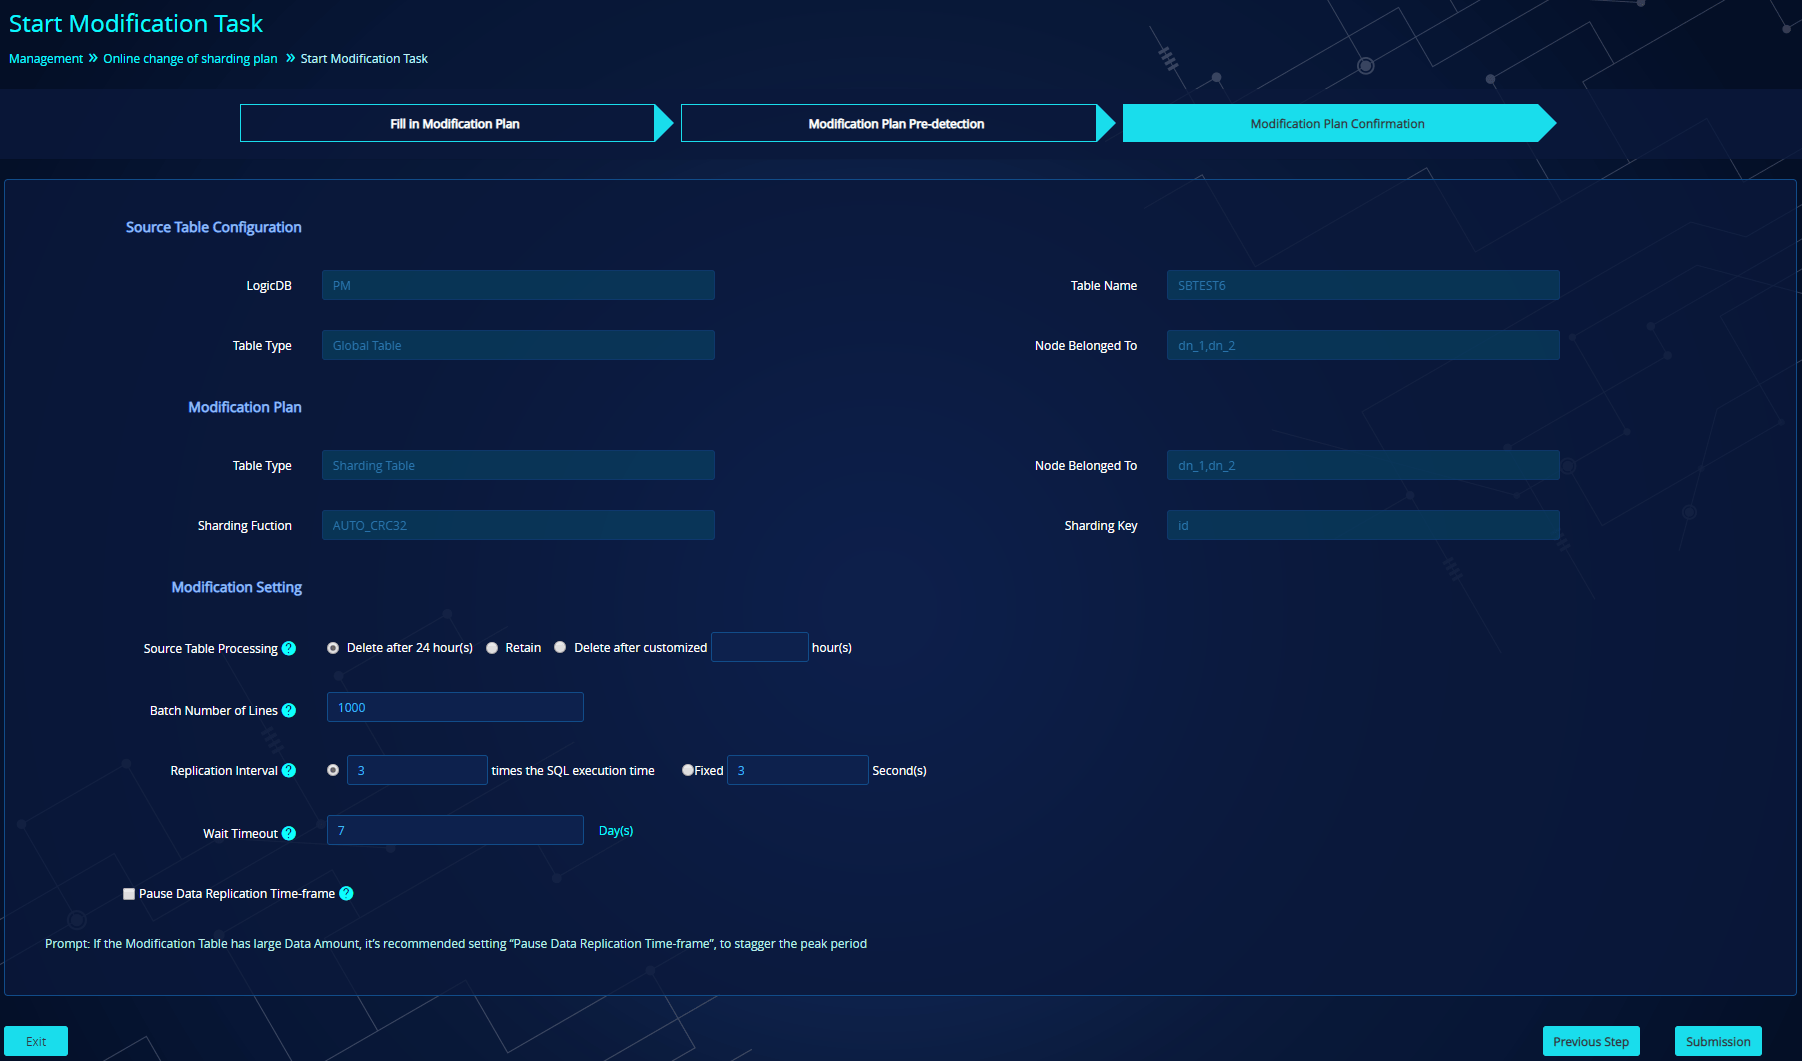 Start Modification Task
Management » Online change of sharding plan » Start Modification Task
Fill in Modification Plan
Modification Plan Pre-detection
Modification Plan Confirmation
Source Table Configuration
LogicDB PM
Table Name SBTEST6
Table Type Global Table
Node Belonged To dn_1,dn_2
Modification Plan
Table Type Sharding Table
Node Belonged To dn_1,dn_2
Sharding Fuction AUTO_CRC32
Sharding Key id
Modification Setting
Source Table Processing ? Delete after 24 hour(s) Retain Delete after customized hour(s)
Batch Number of Lines ? 1000
Replication Interval ? 3 times the SQL execution time Fixed 3 Second(s)
Wait Timeout ? 7 Day(s)
Pause Data Replication Time-frame ?
Prompt: If the Modification Table has large Data Amount, it's recommended setting "Pause Data Replication Time-frame", to stagger the peak period
Exit
Previous Step
Submission